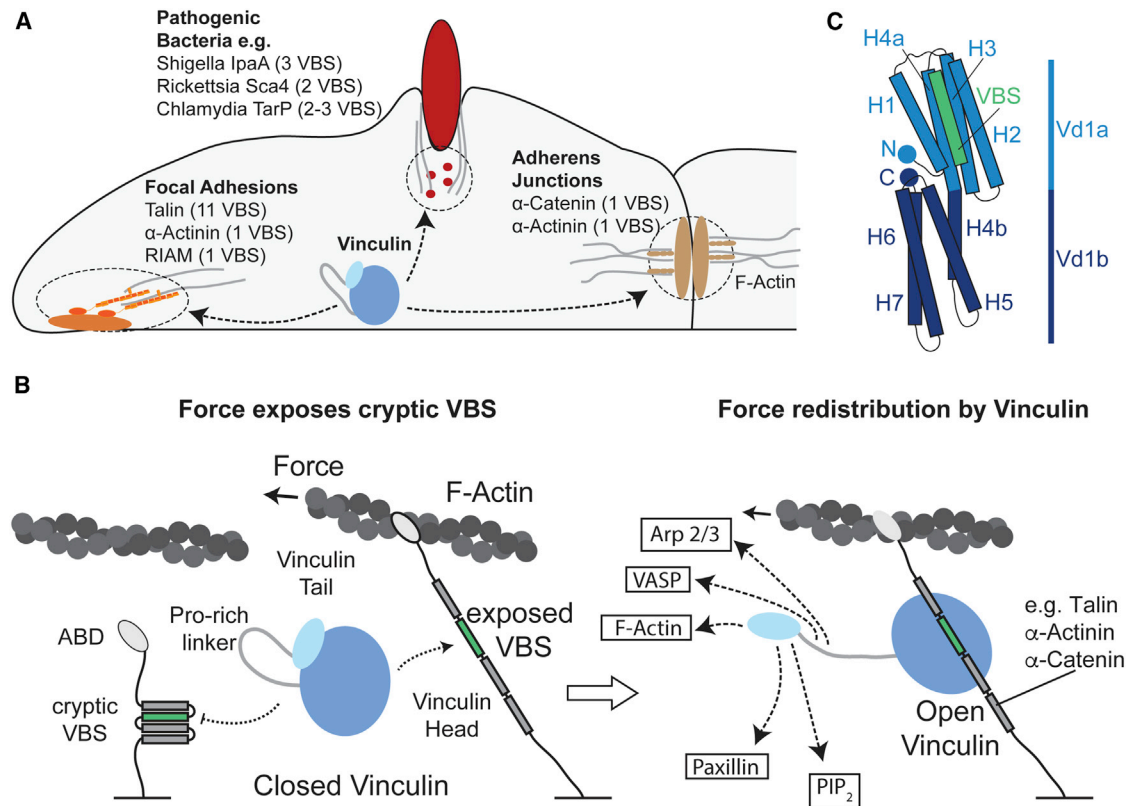 A
Pathogenic
Bacteria e.g.
Shigella IpaA (3 VBS)
Rickettsia Sca4 (2 VBS)
Chlamydia TarP (2-3 VBS)
Focal Adhesions
Talin (11 VBS)
α-Actinin (1 VBS)
RIAM (1 VBS)
Vinculin
Adherens
Junctions
α-Catenin (1 VBS)
α-Actinin (1 VBS)
F-Actin
C
H4a
H3
VBS
H1
H2
Vd1a
N
C
H6
H4b
Vd1b
H7
H5
B
Force exposes cryptic VBS
Force
F-Actin
Vinculin
Tail
Pro-rich
linker
ABD
exposed
VBS
cryptic
VBS
Vinculin
Head
Closed Vinculin
Force redistribution by Vinculin
Arp 2/3
VASP
F-Actin
e.g. Talin
α-Actinin
α-Catenin
Open
Vinculin
Paxillin
PIP2